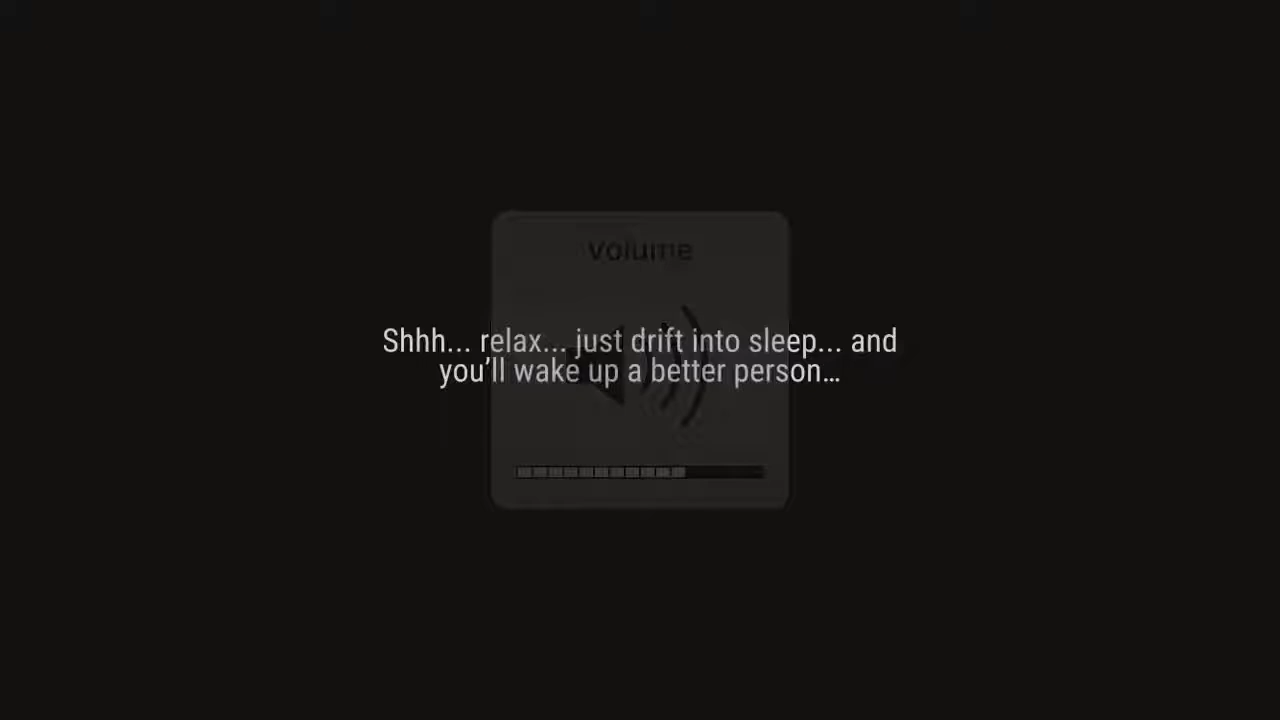 volume
Shhh... relax... just drift into sleep... and
you’ll wake up a better person…